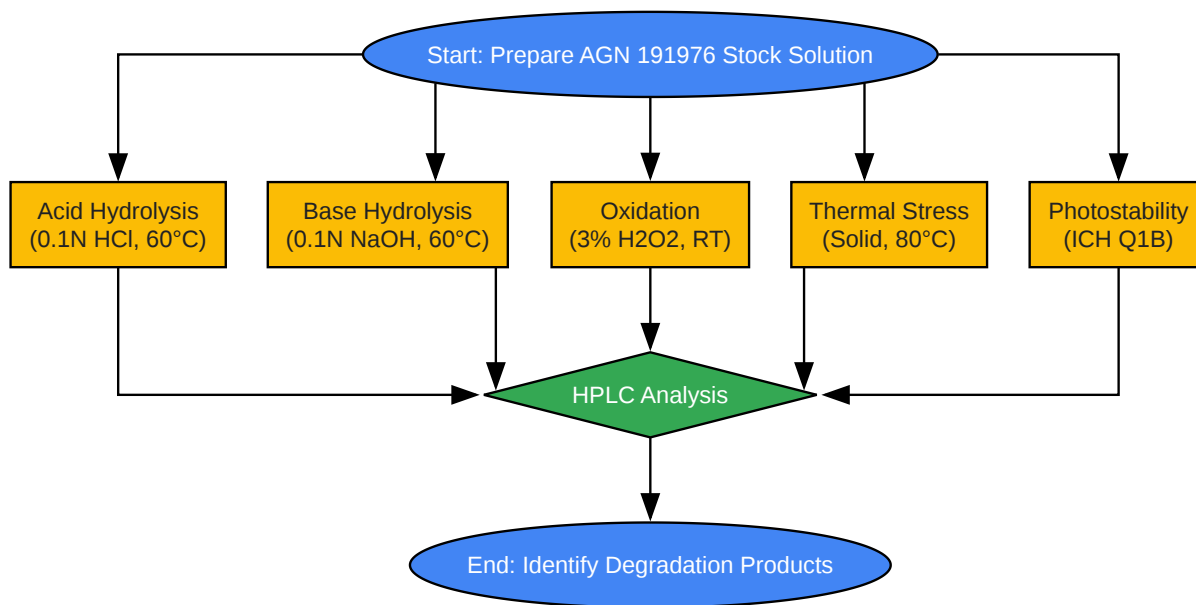 Start: Prepare AGN 191976 Stock Solution
Acid Hydrolysis
(0.1N HCl, 60°C)
Base Hydrolysis
(0.1N NaOH, 60°C)
Oxidation
(3% H2O2, RT)
Thermal Stress
(Solid, 80°C)
Photostability
(ICH Q1B)
HPLC Analysis
End: Identify Degradation Products